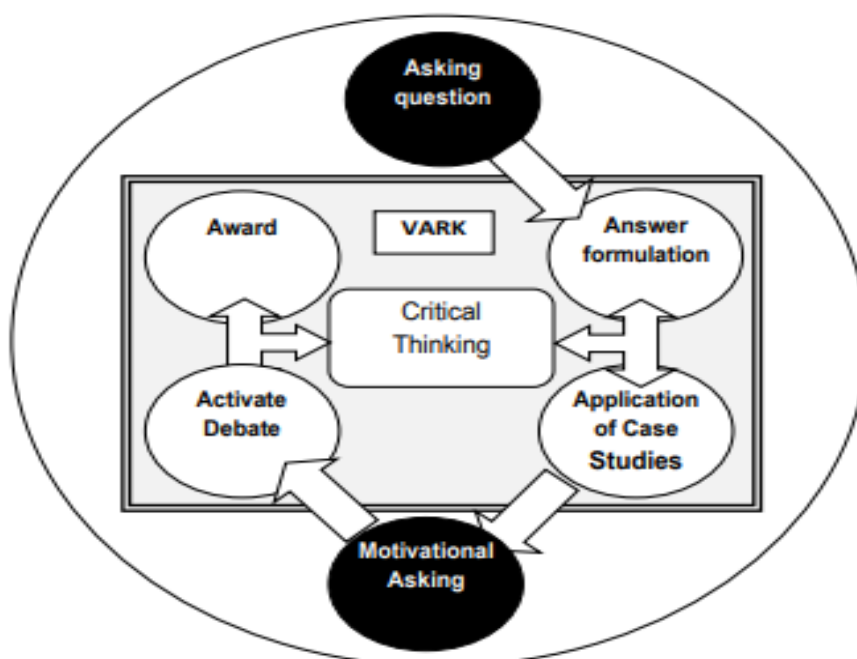 Asking
question
Award
VARK
Answer
formulation
Critical
Thinking
Activate
Debate
Application
of Case
Studies
Motivational
Asking